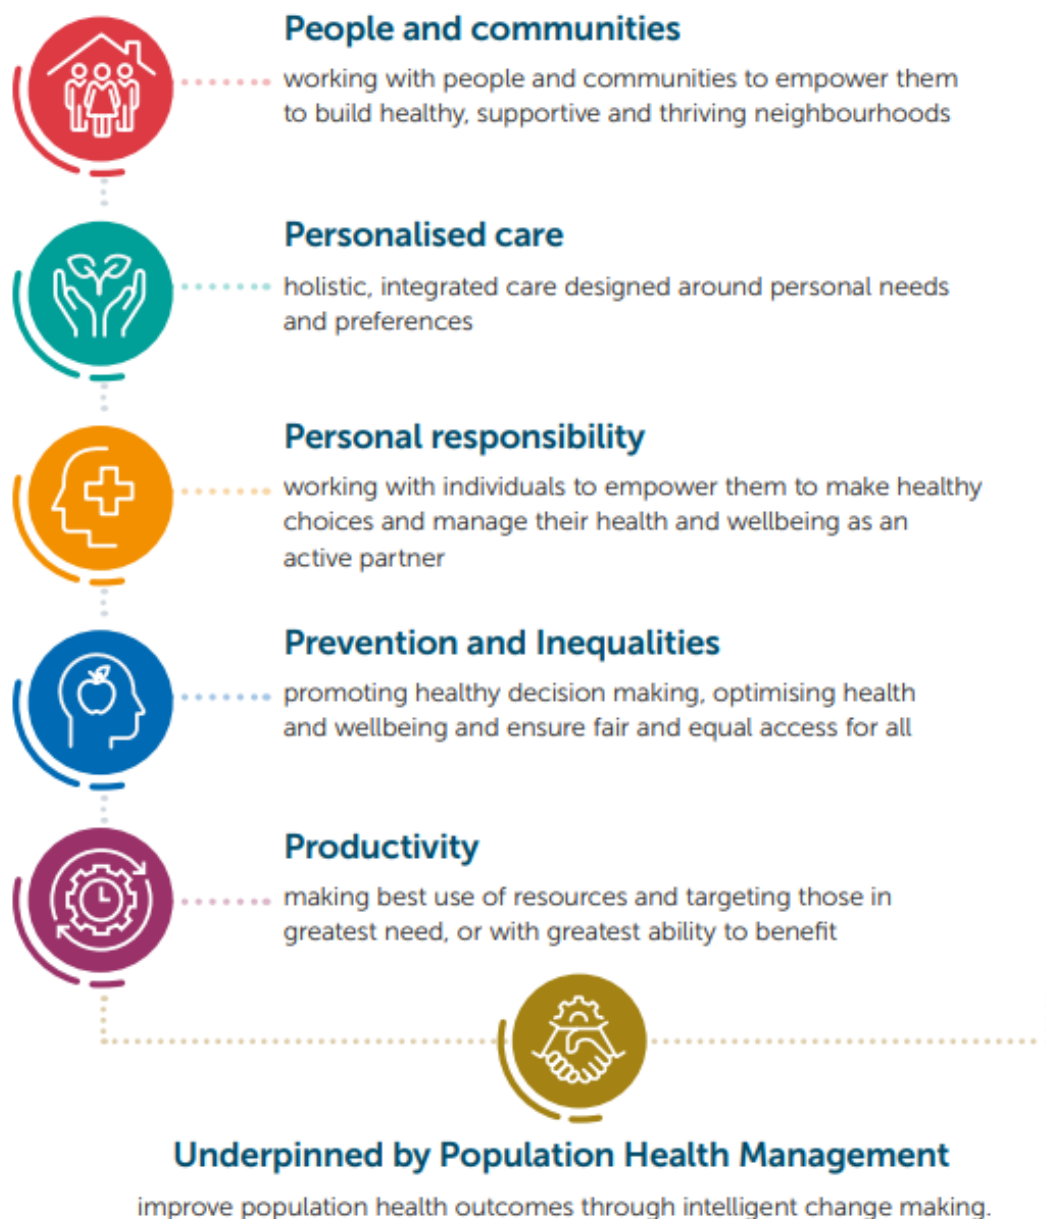 People and communities
working with people and communities to empower them
to build healthy, supportive and thriving neighbourhoods
Personalised care
holistic, integrated care designed around personal needs
and preferences
Personal responsibility
working with individuals to empower them to make healthy
choices and manage their health and wellbeing as an
active partner
Prevention and Inequalities
promoting healthy decision making, optimising health
and wellbeing and ensure fair and equal access for all
Productivity
making best use of resources and targeting those in
greatest need, or with greatest ability to benefit
Underpinned by Population Health Management
improve population health outcomes through intelligent change making.